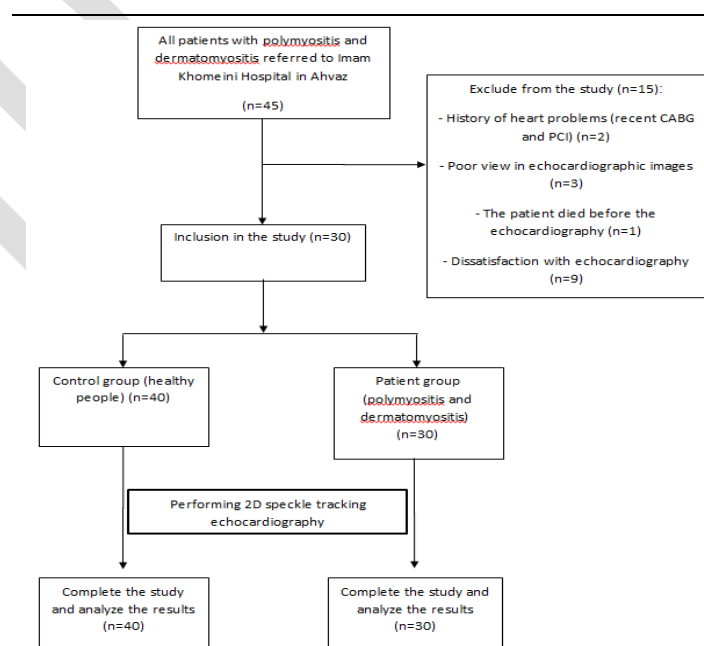 All patients with polymyositis and
dermatomyositis referred to Imam
Khomeini Hospital in Ahvaz
(n=45)
Exclude from the study (n=15):
- History of heart problems (recent CABG
and PCI) (n=2)
- Poor view in echocardiographic images
(n=3)
- The patient died before the
echocardiography (n=1)
- Dissatisfaction with echocardiography
(n=9)
Inclusion in the study (n=30)
Control group (healthy
people) (n=40)
Patient group
(polymyositis and
dermatomyositis)
(n=30)
Performing 2D speckle tracking
echocardiography
Complete the study
and analyze the results
(n=40)
Complete the study and
analyze the results
(n=30)